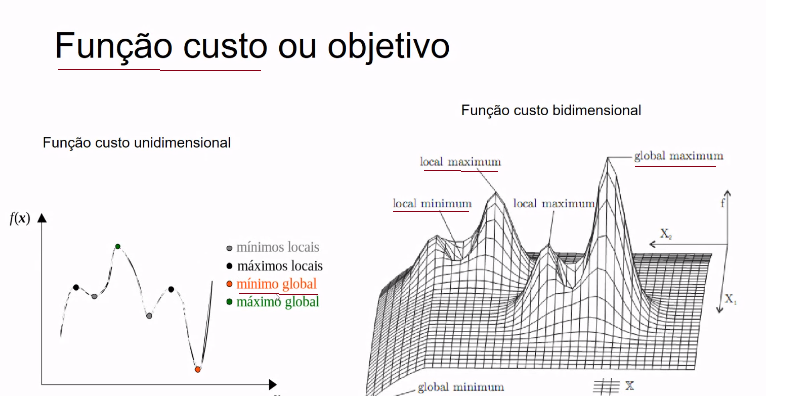 Função custo ou objetivo
Função custo unidimensional
f(x)
mínimos locais
máximos locais
mínimo global
máximo global
Função custo bidimensional
local maximum
global maximum
local minimum
local maximum
f
X₂
X₁
global minimum
X